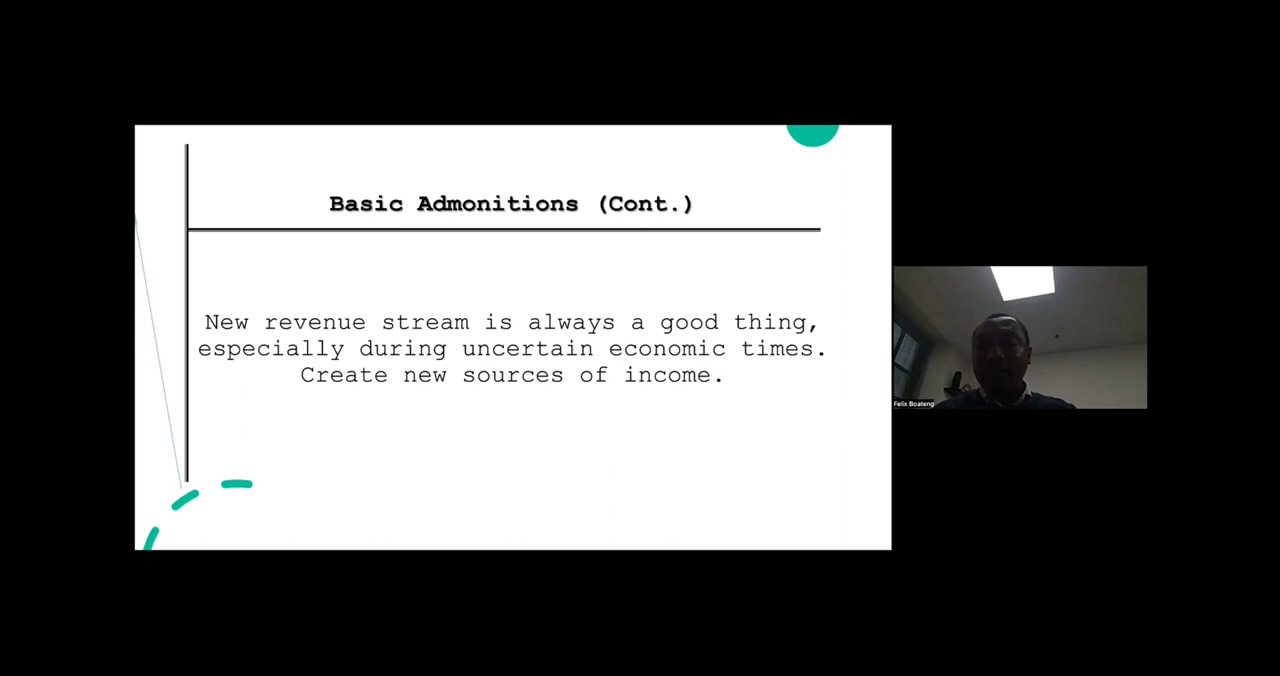 Basic Admonitions (Cont.)
New revenue stream is always a good thing,
especially during uncertain economic times.
Create new sources of income.
Felix Boateng